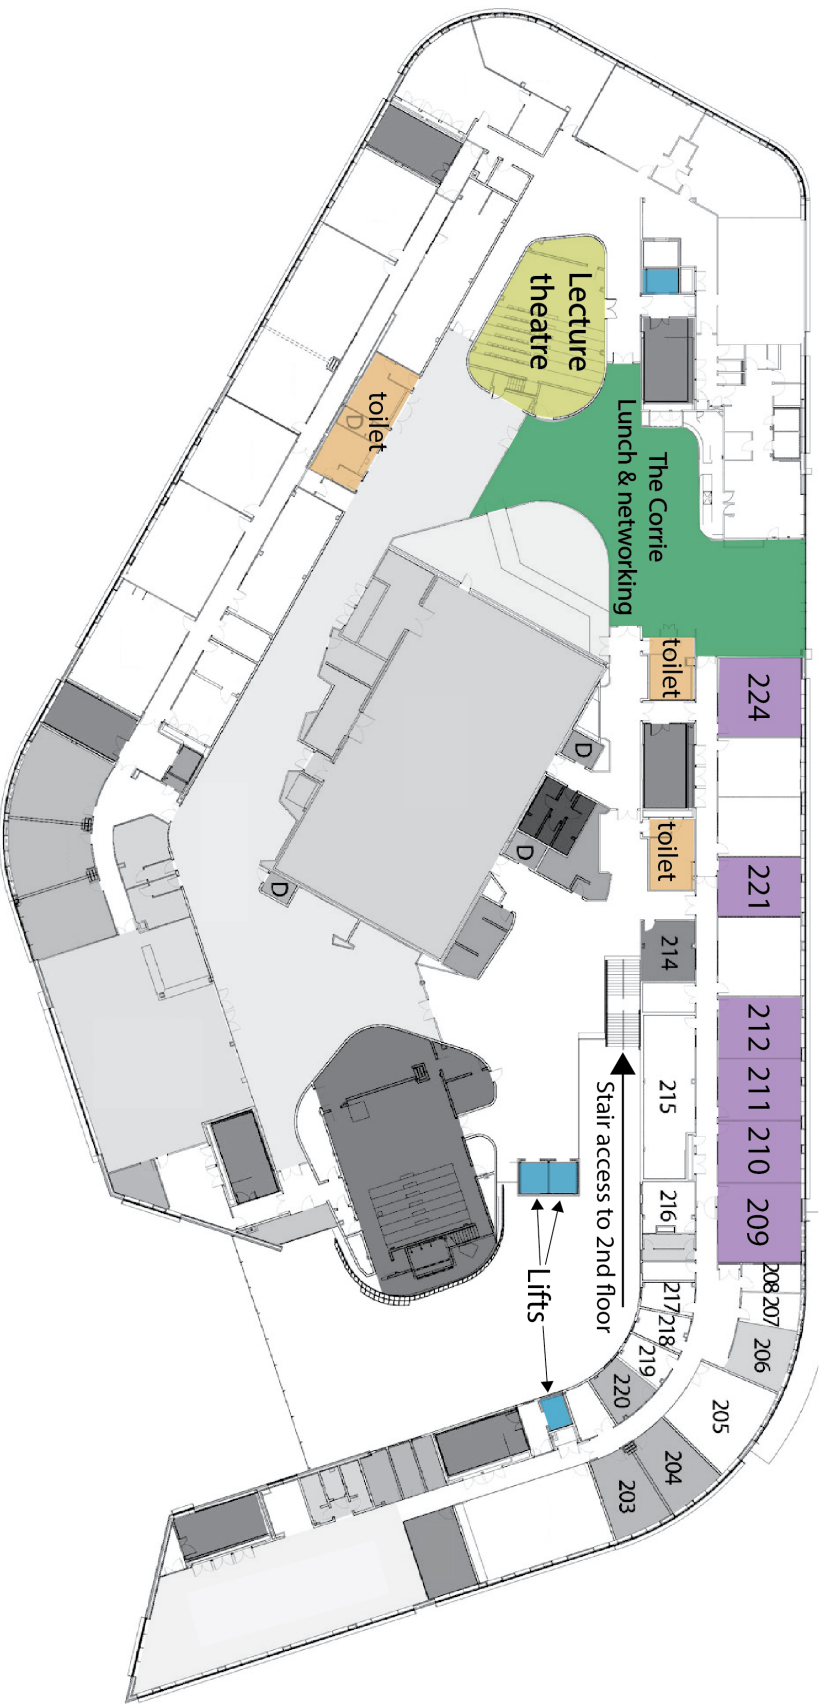 Lecture
theatre
toilet
D
The Corrie
Lunch & networking
toilet
224
D
toilet
D
221
D
214
212
211
210
209
215
216
Stair access to 2nd floor
Lifts
208
207
217
218
219
220
206
205
204
203